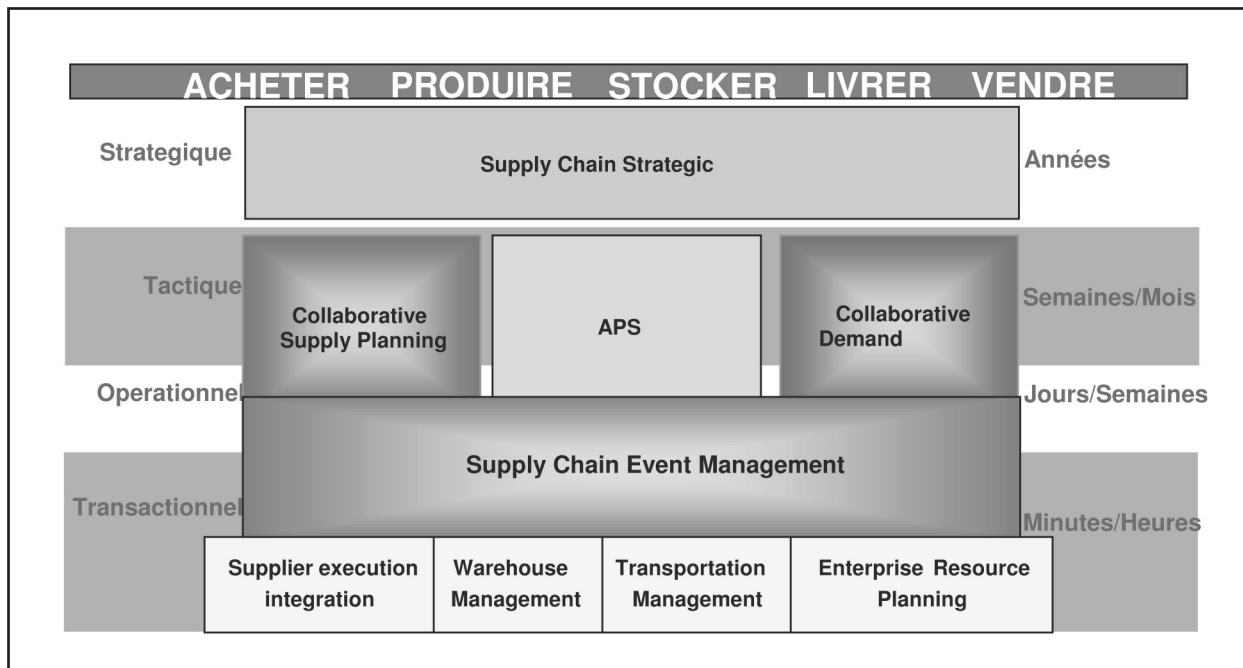 ACHETER PRODUIRE STOCKER LIVRER VENDRE
Strategique
Supply Chain Strategic
Années
Tactique
Collaborative
Supply Planning
APS
Collaborative
Demand
Semaines/Mois
Operationnel
Jours/Semaines
Supply Chain Event Management
Transactionnel
Minutes/Heures
Supplier execution
integration
Warehouse
Management
Transportation
Management
Enterprise Resource
Planning